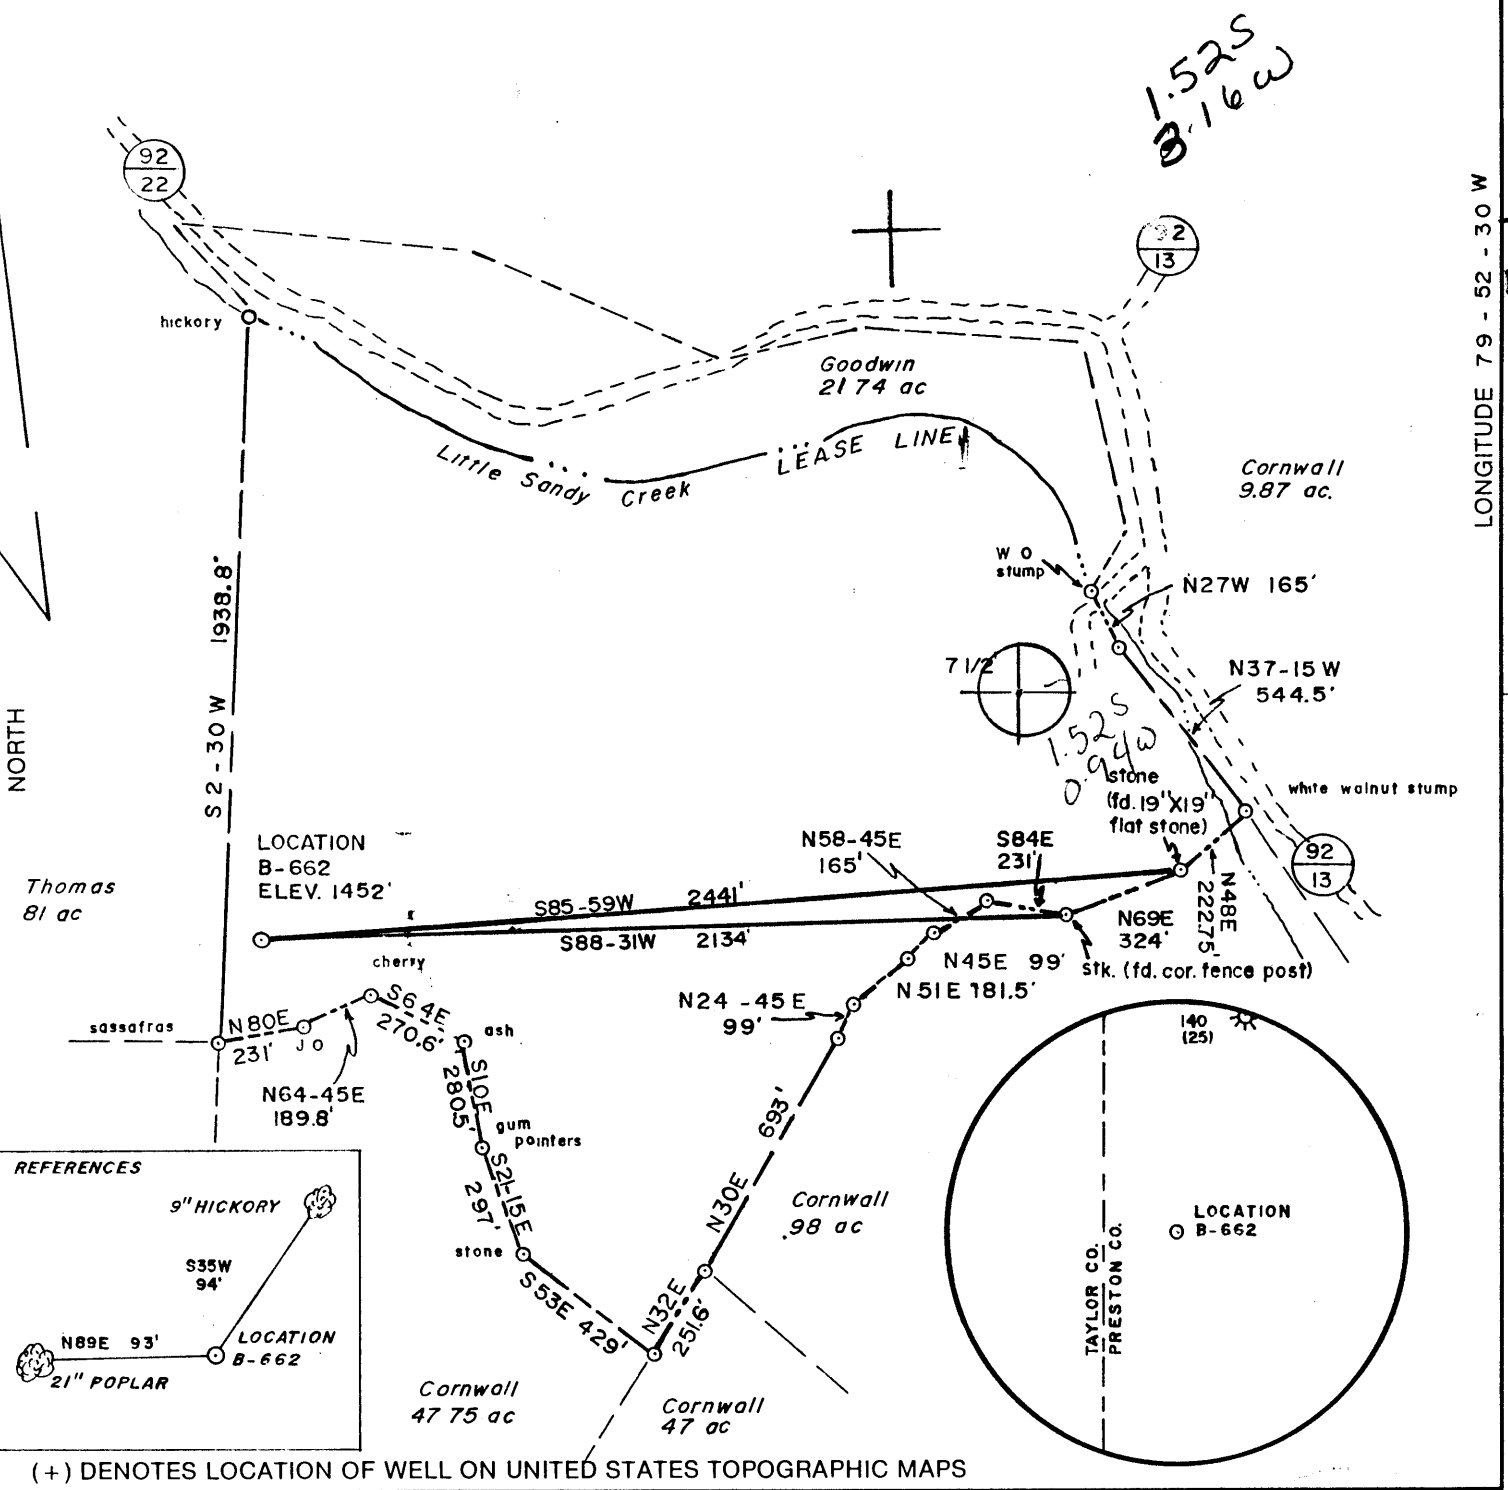 1.52S
3.16W
92
22
92
13
LONGITUDE 79 - 52 - 30 W
hickory
Goodwin
21 74 ac
LEASE LINE
Little Sandy Creek
Cornwall
9.87 ac.
W O
stump
N27W 165'
7 1/2'
N37-15 W
544.5'
1.52S
0.94W
S 2 - 30 W 1938.8'
NORTH
stone
(fd. 19"X19"
flat stone)
white walnut stump
LOCATION
B-662
ELEV. 1452'
N58-45E
165'
S84E
231'
92
13
Thomas
81 ac
S85-59W 2441'
S88-31W 2134'
N48E
222.75'
N69E
324'
cherry
N45E 99'
stk. (fd. cor. fence post)
N51E 181.5'
S64E
270.6'
N24-45E
99'
sassafras
N80E
231'
J O
ash
N64-45E
189.8'
S10E
280.5'
gum
pointers
140
(25)
693'
N30E
S21-15E
297'
REFERENCES
9" HICKORY
S35W
94'
N89E 93'
LOCATION
B-662
21" POPLAR
stone
S53E 429'
N32E
251.6'
Cornwall
.98 ac
LOCATION
B-662
TAYLOR CO.
PRESTON CO.
Cornwall
47 75 ac
Cornwall
47 ac
(+) DENOTES LOCATION OF WELL ON UNITED STATES TOPOGRAPHIC MAPS